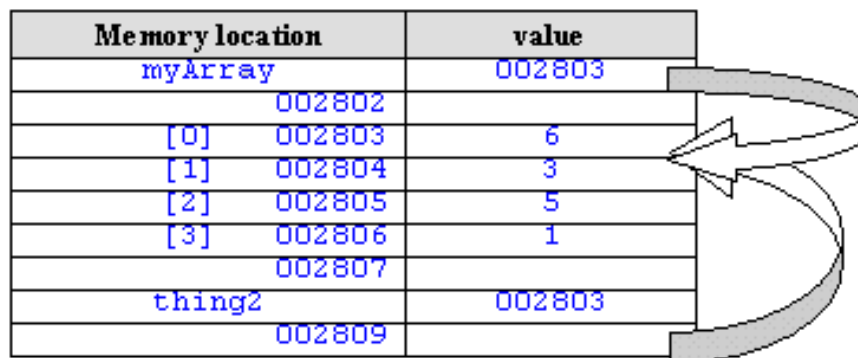 Memory location value
myArray 002803
002802
[0] 002803 6
[1] 002804 3
[2] 002805 5
[3] 002806 1
002807
thing2 002803
002809